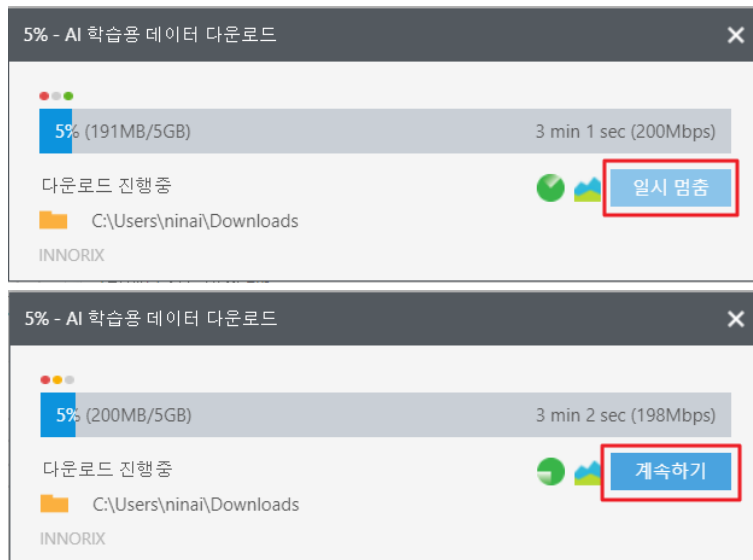 5% - AI 학습용 데이터 다운로드
5% (191MB/5GB) 3 min 1 sec (200Mbps)
다운로드 진행중 일시 멈춤
C:\Users\ninai\Downloads
INNORIX
5% - AI 학습용 데이터 다운로드
5% (200MB/5GB) 3 min 2 sec (198Mbps)
다운로드 진행중 계속하기
C:\Users\ninai\Downloads
INNORIX